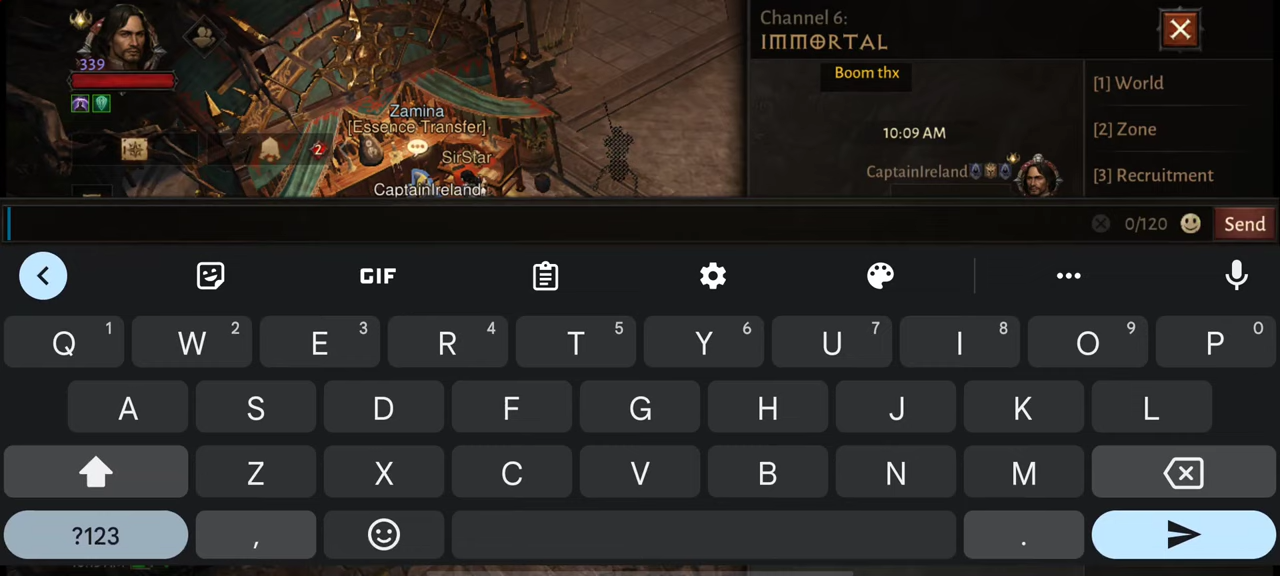 339
Zamina
[Essence Transfer]
2
SirStar
CaptainIreland
Channel 6:
IMMORTAL
Boom thx
10:09 AM
CaptainIreland
[1] World
[2] Zone
[3] Recruitment
0/120
Send
GIF
Q 1 W 2 E 3 R 4 T 5 Y 6 U 7 I 8 O 9 P 0
A S D F G H J K L
Z X C V B N M
?123 , .